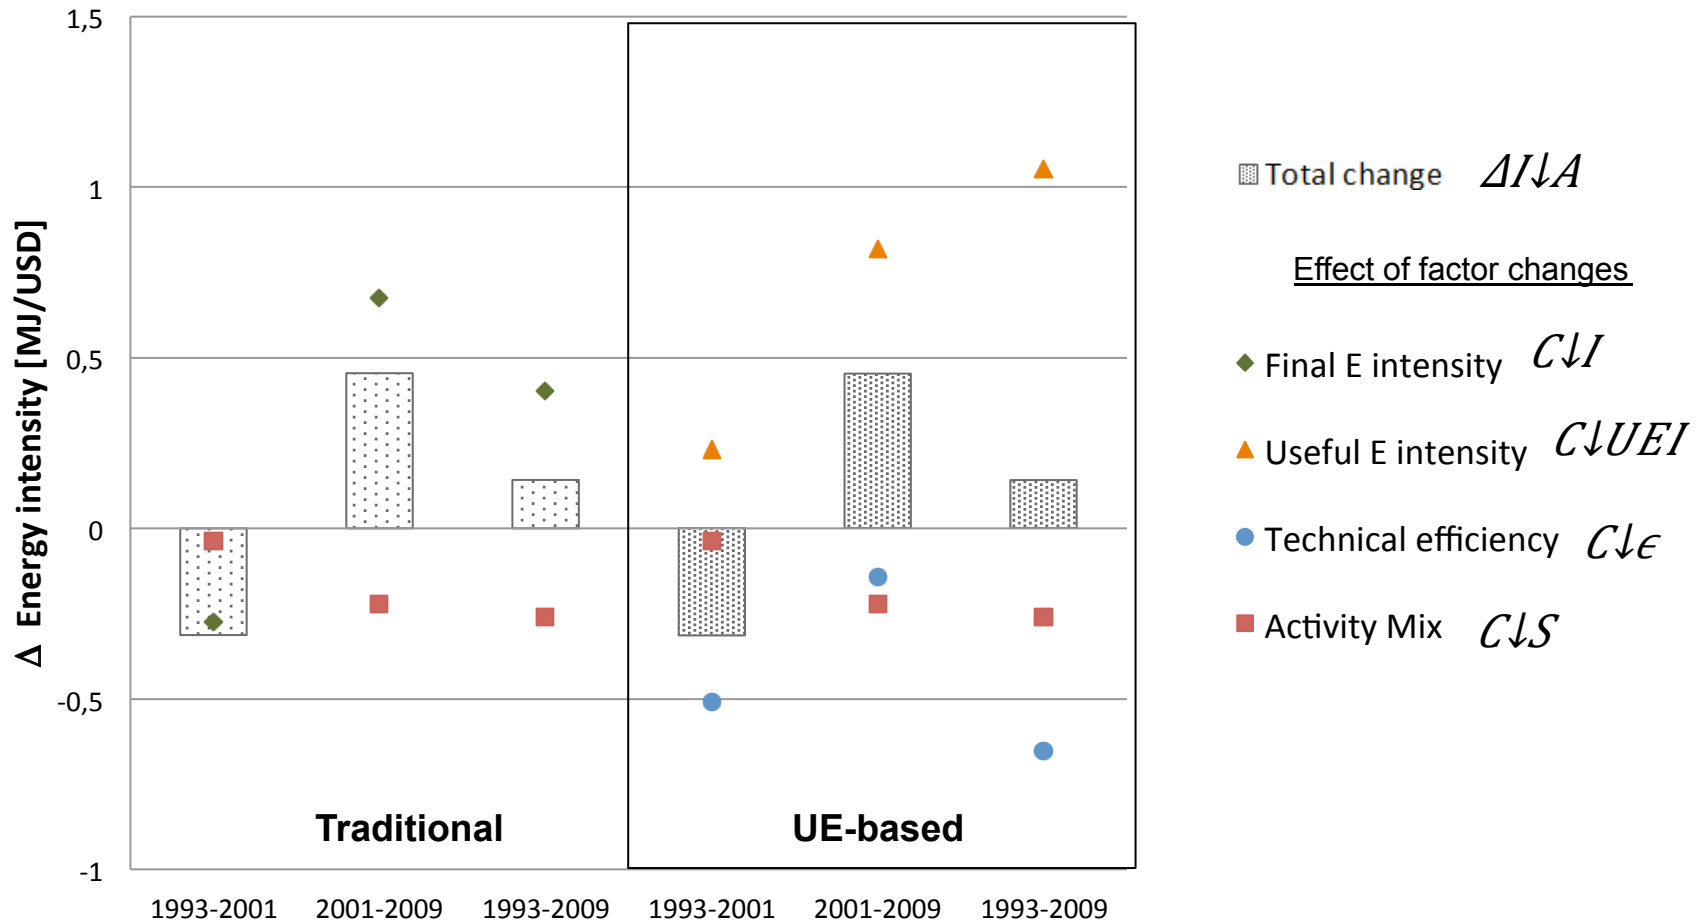 1,5
1
0,5
0
-0,5
-1
Δ Energy intensity [MJ/USD]
Traditional
UE-based
1993-2001 2001-2009 1993-2009 1993-2001 2001-2009 1993-2009
Total change ΔI↓A
Effect of factor changes
Final E intensity C↓I
Useful E intensity C↓UEI
Technical efficiency C↓ϵ
Activity Mix C↓S